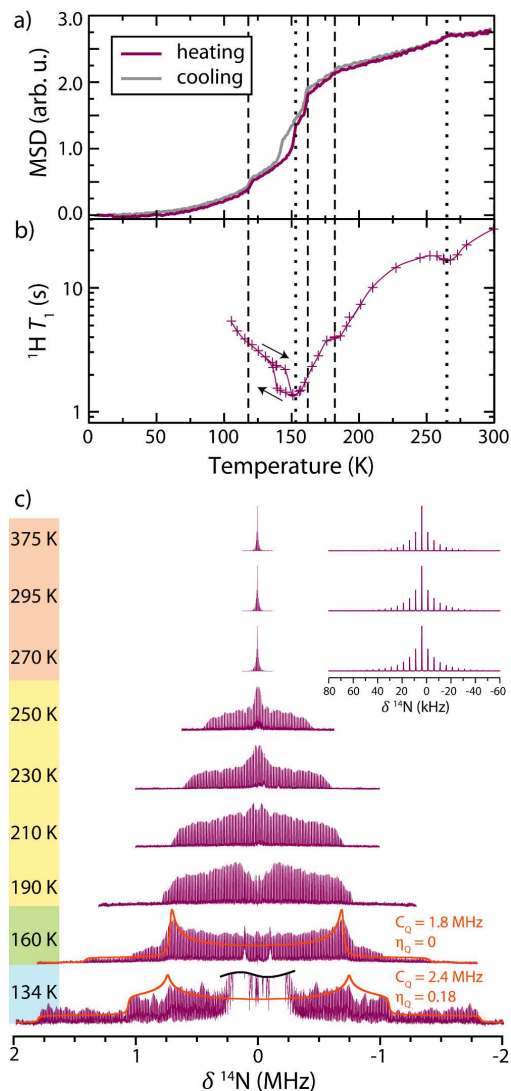 a)
3.0
2.0
1.0
0.0
MSD (arb. u.)
heating
cooling
b)
10
1
¹H T₁ (s)
0 50 100 150 200 250 300
Temperature (K)
c)
375 K
295 K
270 K
80 60 40 20 0 -20 -40 -60
δ ¹⁴N (kHz)
250 K
230 K
210 K
190 K
160 K
C_Q = 1.8 MHz
η_Q = 0
134 K
C_Q = 2.4 MHz
η_Q = 0.18
2 1 0 -1 -2
δ ¹⁴N (MHz)